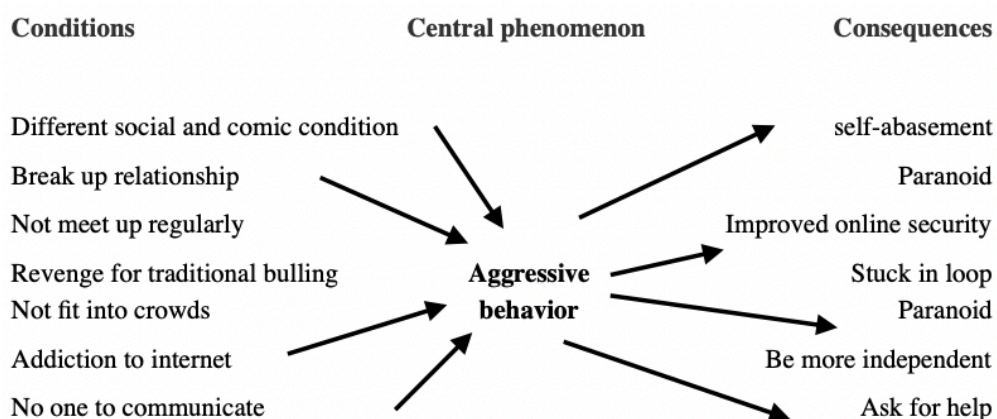 Conditions Central phenomenon Consequences
Different social and comic condition self-abasement
Break up relationship Paranoid
Not meet up regularly Improved online security
Revenge for traditional bulling Aggressive Stuck in loop
Not fit into crowds behavior Paranoid
Addiction to internet Be more independent
No one to communicate Ask for help